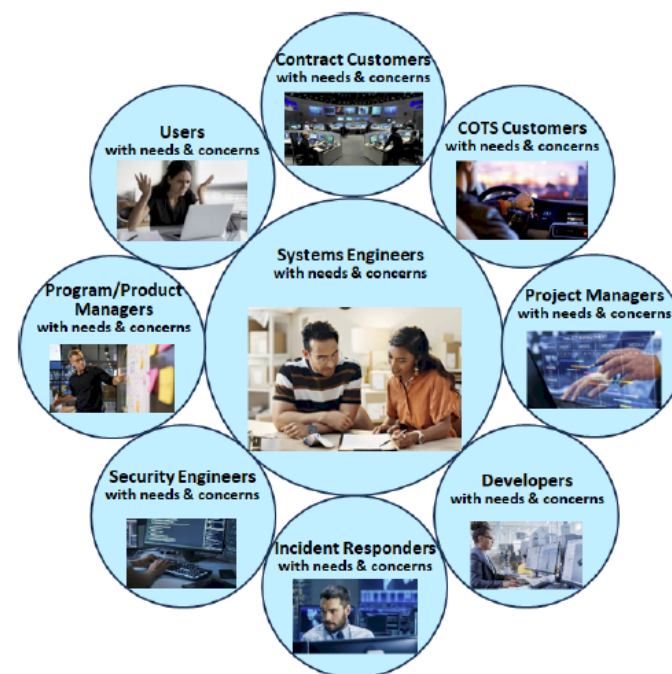 Contract Customers
with needs & concerns
Users
with needs & concerns
COTS Customers
with needs & concerns
Systems Engineers
with needs & concerns
Program/Product
Managers
with needs & concerns
Project Managers
with needs & concerns
Security Engineers
with needs & concerns
Developers
with needs & concerns
Incident Responders
with needs & concerns